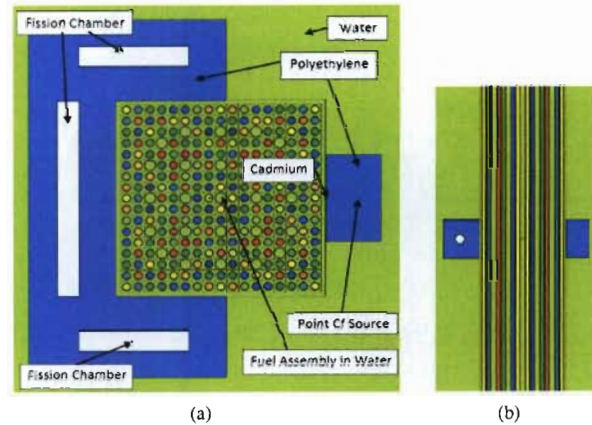 Fission Chamber
Water
Polyethylene
Cadmium
Point Cf Source
Fuel Assembly in Water
Fission Chamber
(a)
(b)